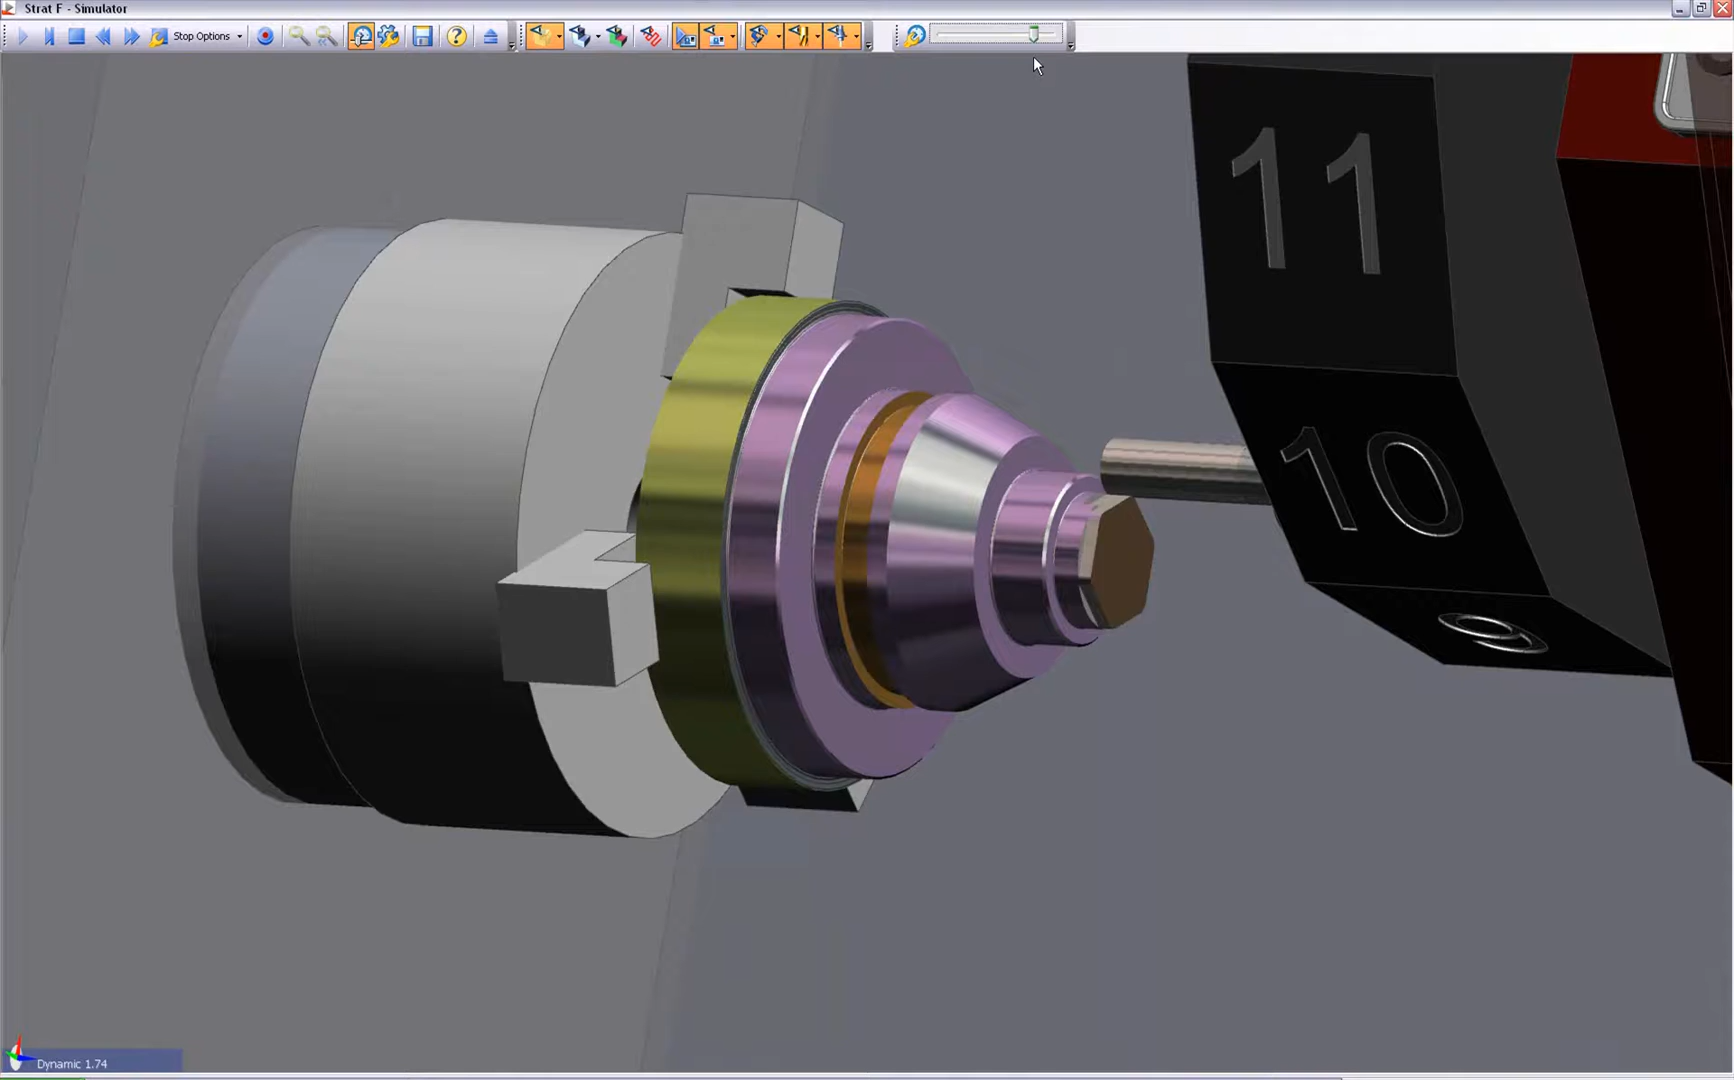 Strat F - Simulator
Stop Options
11
10
9
Dynamic 1.74